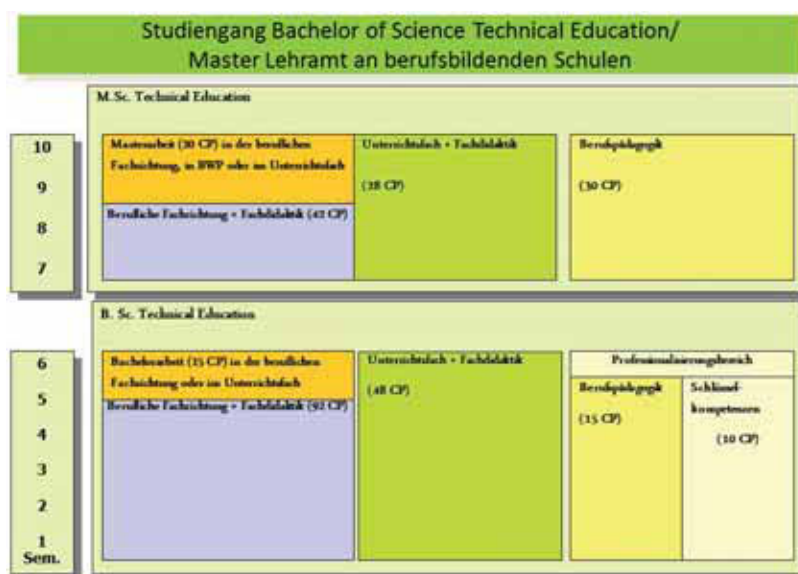 Studiengang Bachelor of Science Technical Education/
Master Lehramt an berufsbildenden Schulen
M.Sc. Technical Education
10
9
8
7
Masterarbeit (20 CP) in der beruflichen
Fachrichtung, in BWP oder im Unterrichtsfach
Berufliche Fachrichtung + Fachdidaktik (42 CP)
Unterrichtsfach + Fachdidaktik
(28 CP)
Berufspädagogik
(30 CP)
B. Sc. Technical Education
6
5
4
3
2
1
Sem.
Bachelorarbeit (15 CP) in der beruflichen
Fachrichtung oder im Unterrichtsfach
Berufliche Fachrichtung + Fachdidaktik (92 CP)
Unterrichtsfach + Fachdidaktik
(48 CP)
Professionalisierungsbereich
Berufspädagogik
(15 CP)
Schlüssel-
kompetenzen
(10 CP)